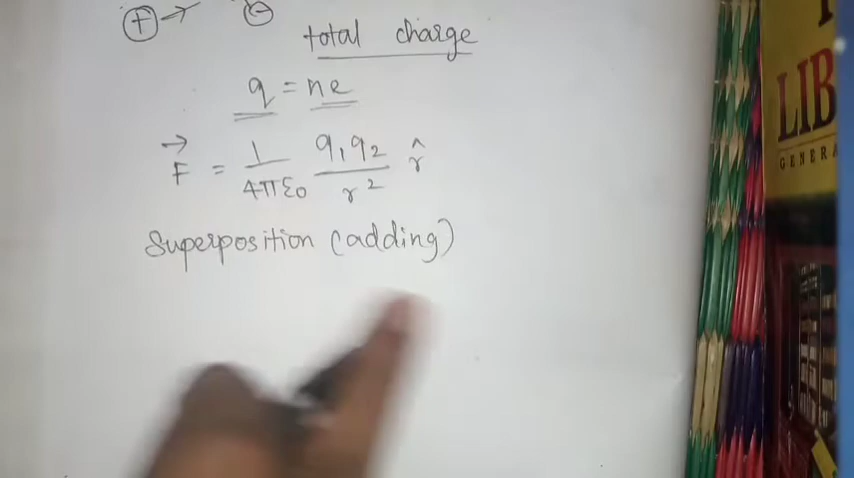 ⊕→ ⊖
total charge
q = ne
F⃗ = 1/4πε0 q1q2/r² r̂
Superposition (adding)
LIB
GENERA